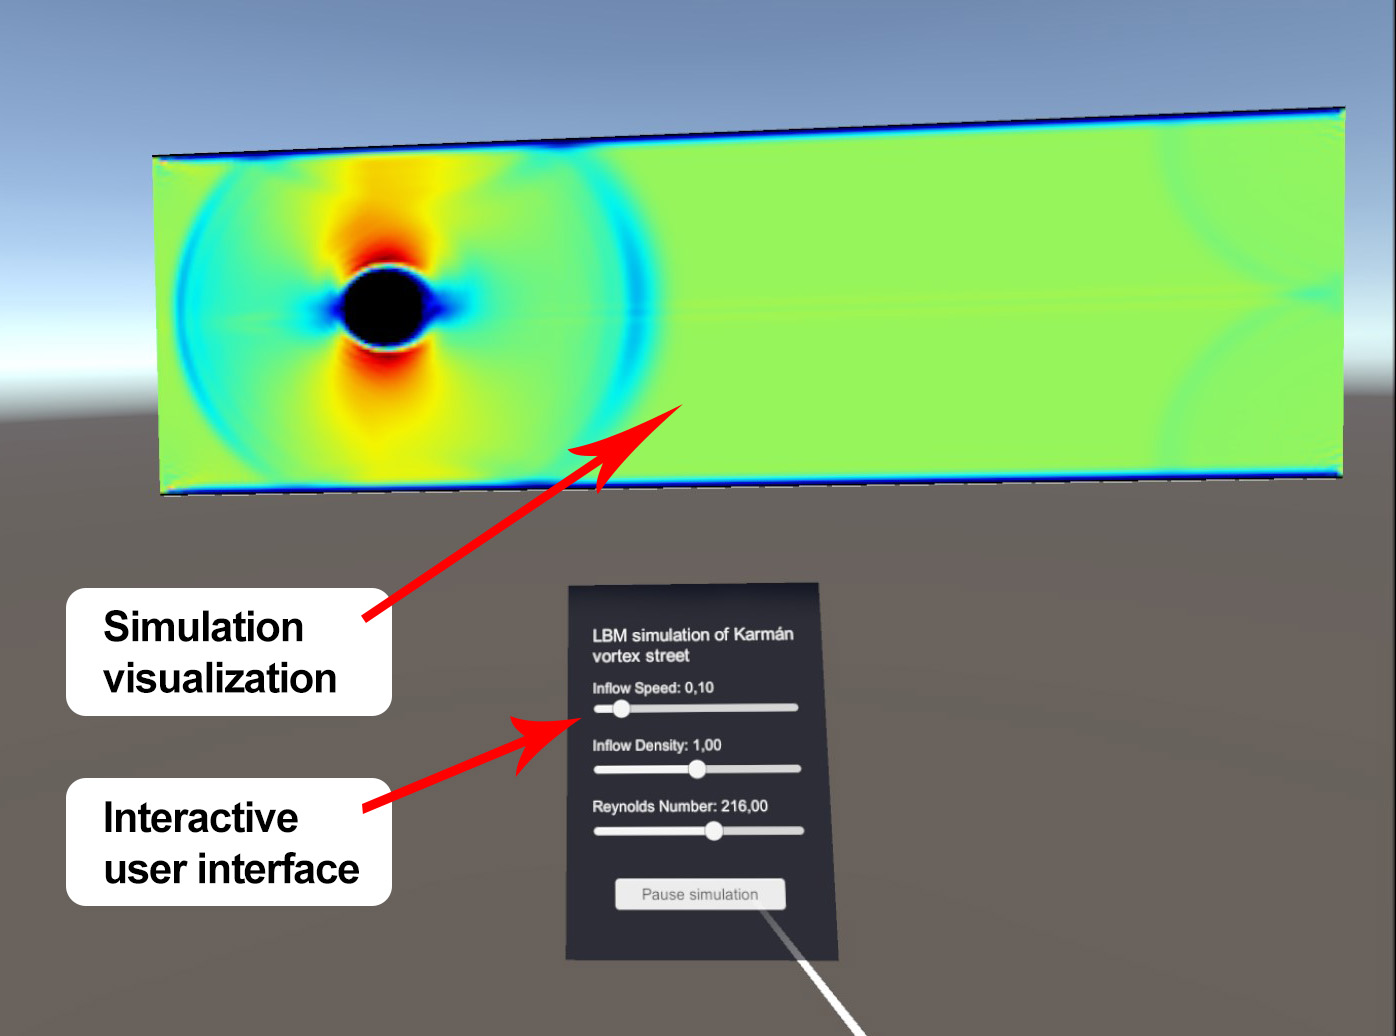 Simulation
visualization
Interactive
user interface
LBM simulation of Karmán
vortex street
Inflow Speed: 0,10
Inflow Density: 1,00
Reynolds Number: 216,00
Pause simulation